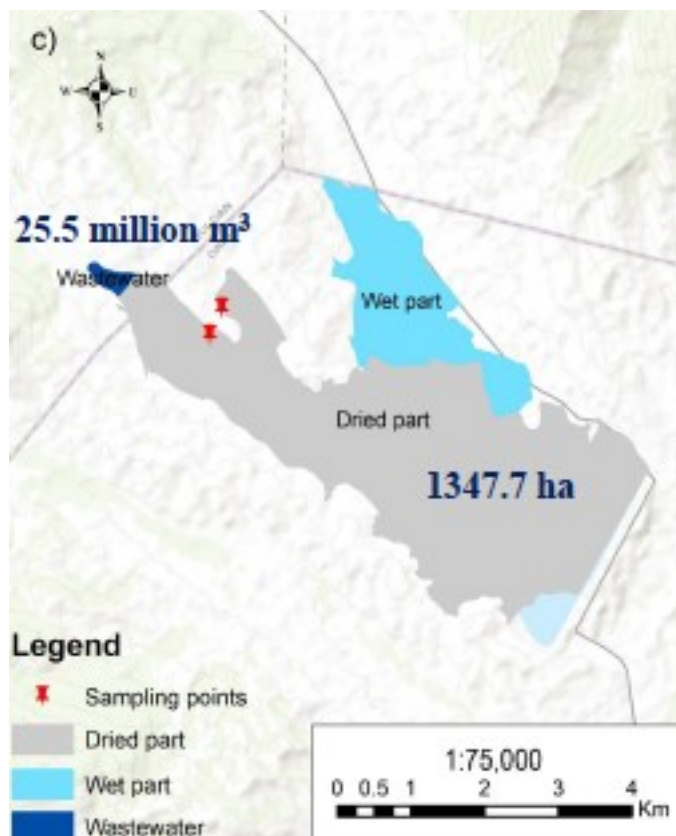 c)
N
W E
S
25.5 million m³
Wastewater
Wet part
Dried part
1347.7 ha
Legend
Sampling points
Dried part
Wet part
Wastewater
1:75,000
0 0.5 1 2 3 4
Km